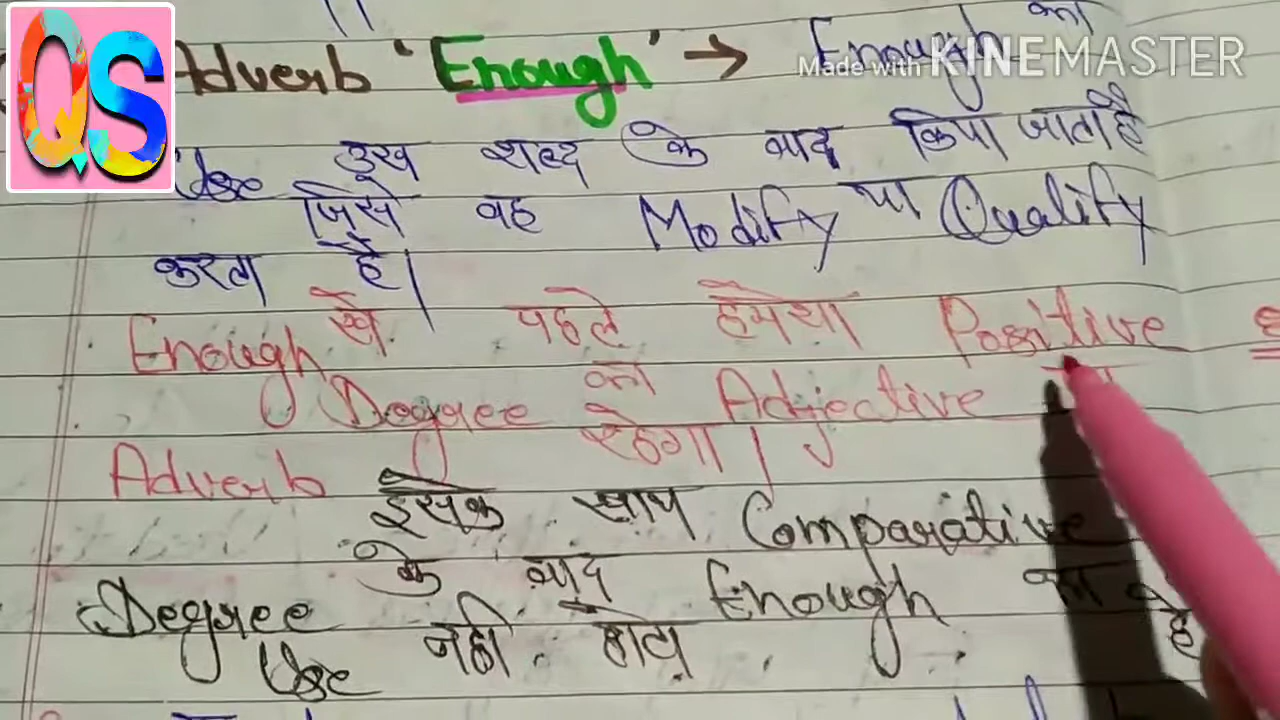 QS
Adverb 'Enough' → Enough का
Made with KINEMASTER
Use उस शब्द के बाद किया जाता है
जिसे वह Modify या Qualify
करता है।
Enough से पहले हमेशा Positive
Degree का Adjective या
Adverb रहेगा।
इसके साथ Comparative
Degree के बाद Enough का
Use नही होता है